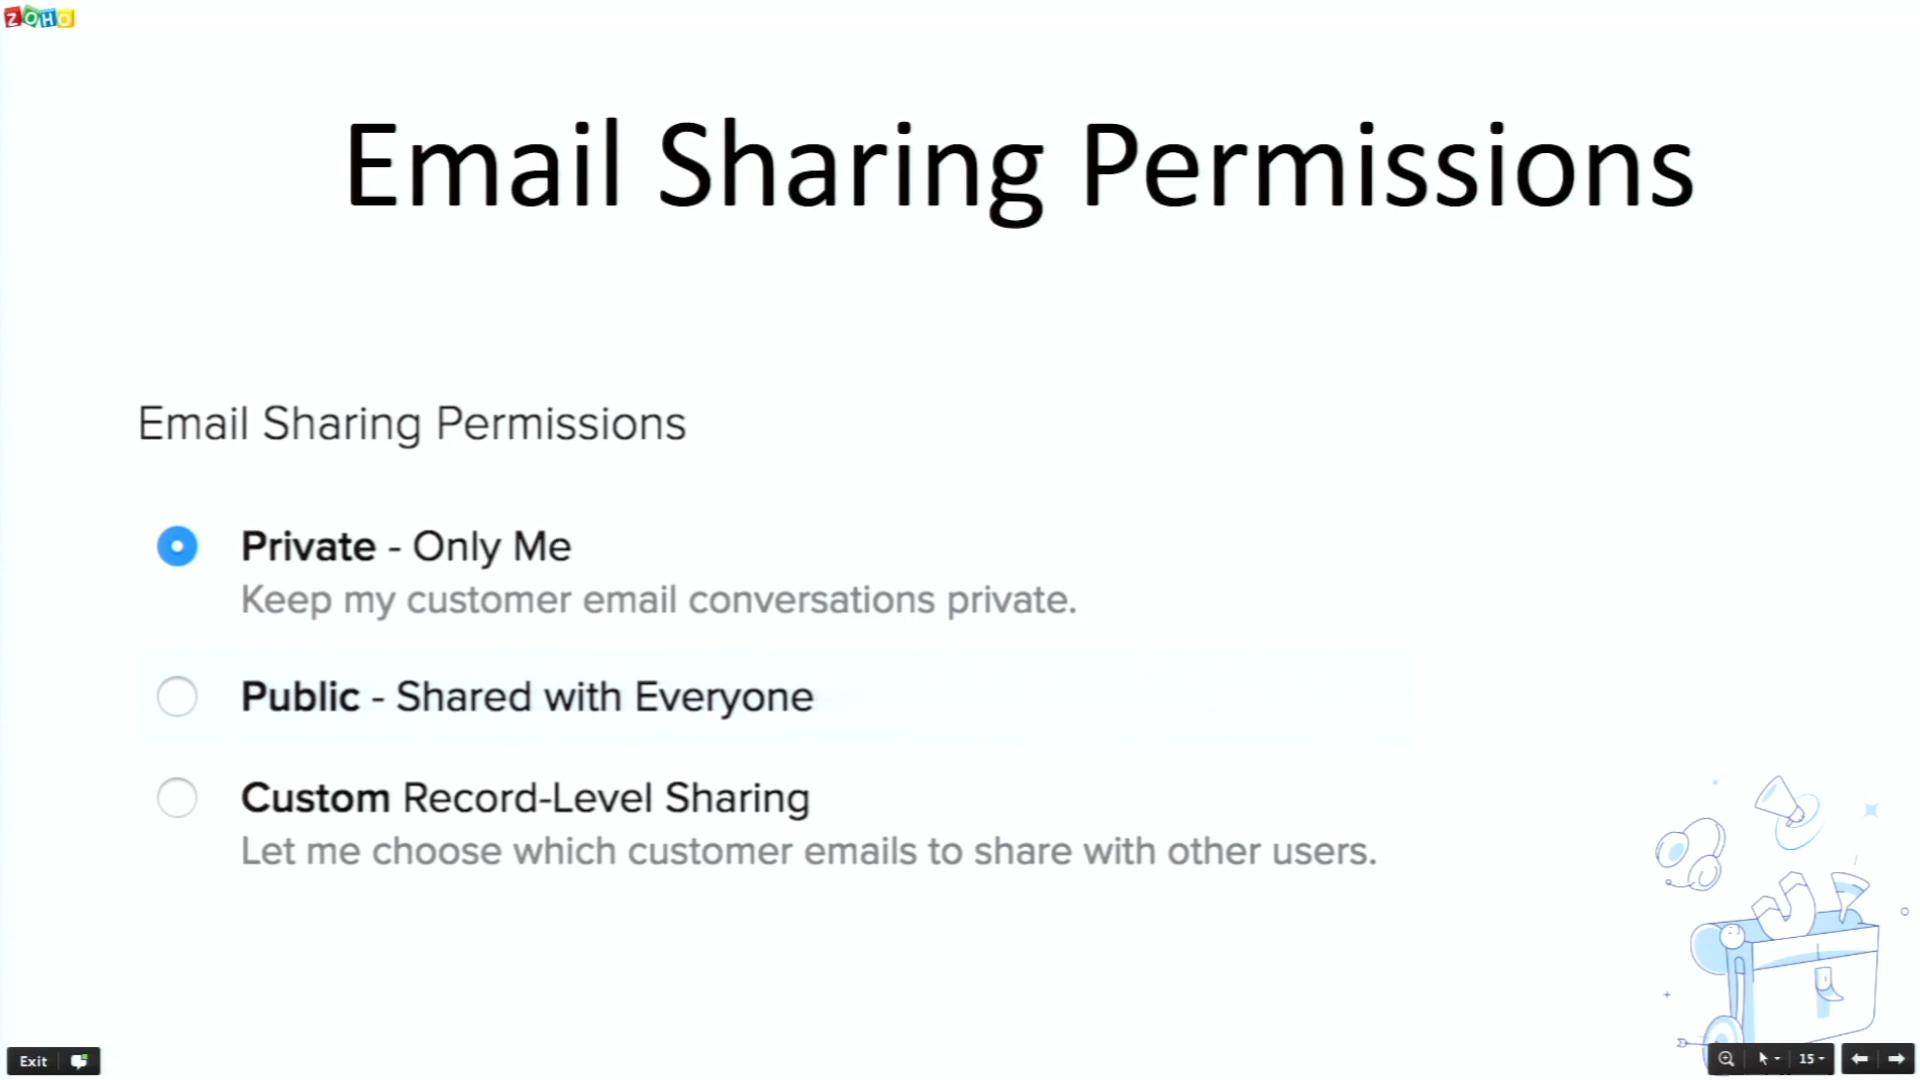 ZOHO
Email Sharing Permissions
Email Sharing Permissions
Private - Only Me
Keep my customer email conversations private.
Public - Shared with Everyone
Custom Record-Level Sharing
Let me choose which customer emails to share with other users.
Exit
15